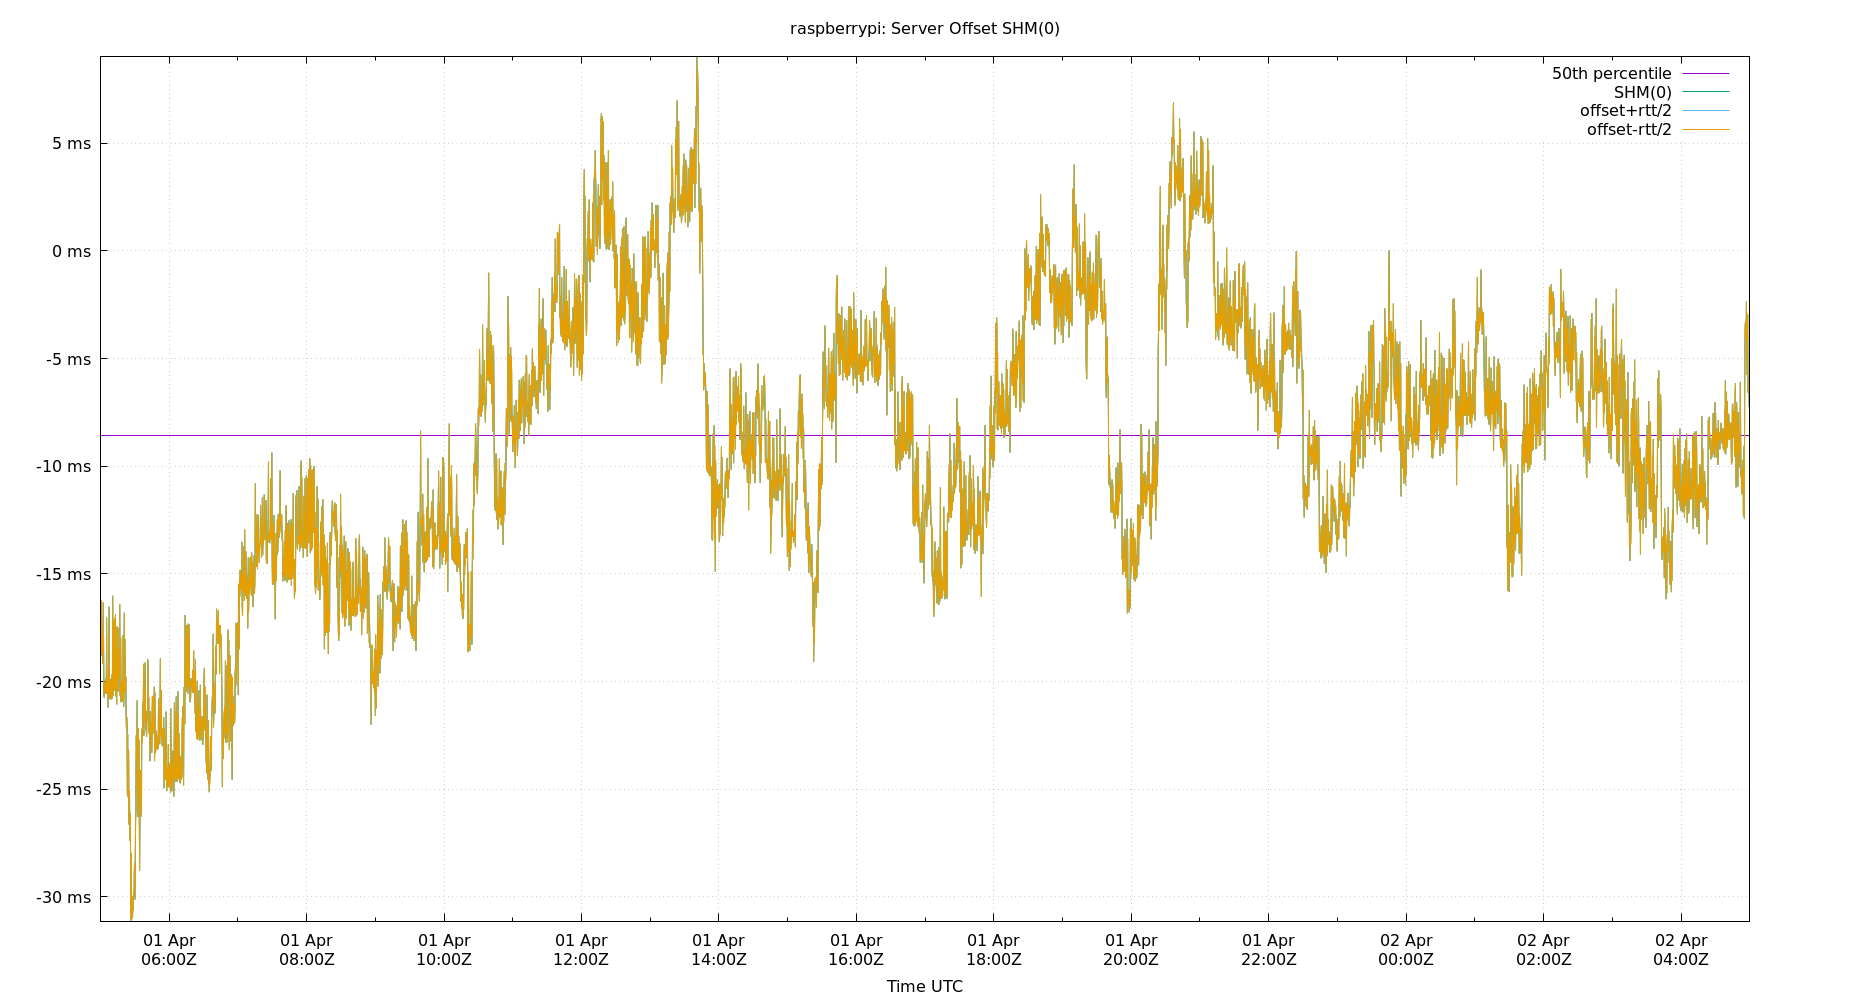 raspberrypi: Server Offset SHM(0)
50th percentile
SHM(0)
offset+rtt/2
offset-rtt/2
5 ms
0 ms
-5 ms
-10 ms
-15 ms
-20 ms
-25 ms
-30 ms
01 Apr 01 Apr 01 Apr 01 Apr 01 Apr 01 Apr 01 Apr 01 Apr 01 Apr 02 Apr 02 Apr 02 Apr
06:00Z 08:00Z 10:00Z 12:00Z 14:00Z 16:00Z 18:00Z 20:00Z 22:00Z 00:00Z 02:00Z 04:00Z
Time UTC